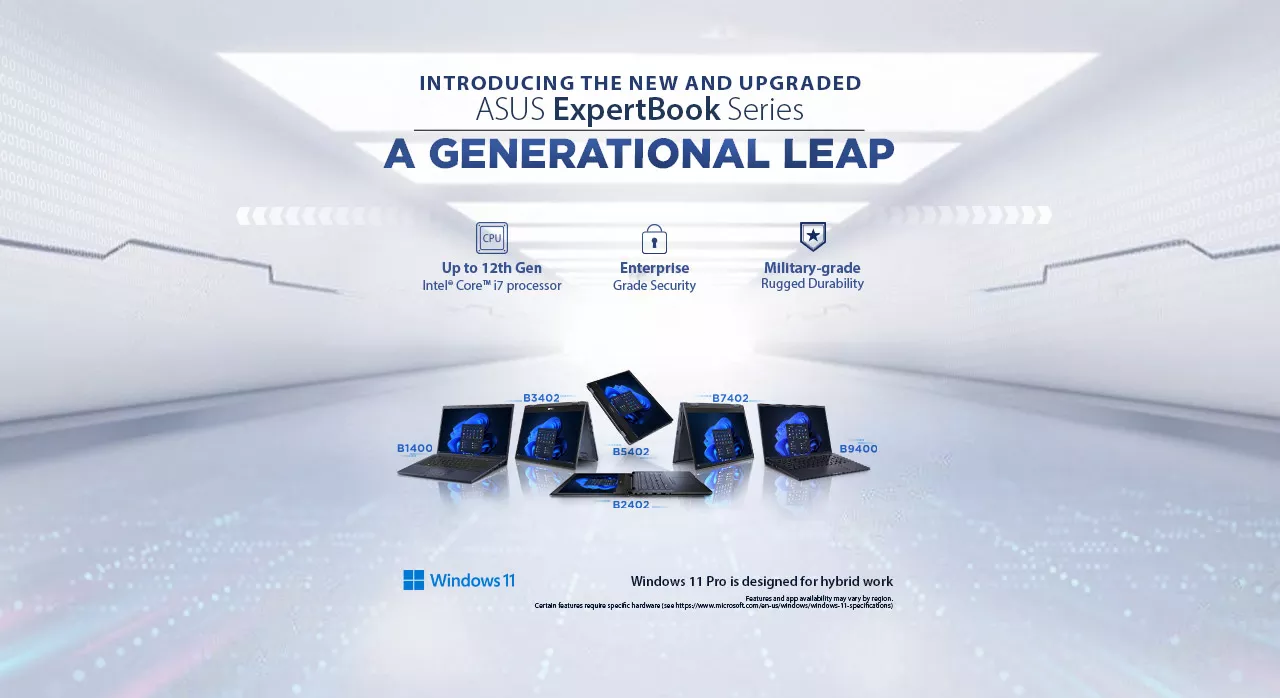 INTRODUCING THE NEW AND UPGRADED
ASUS ExpertBook Series
A GENERATIONAL LEAP
CPU
Up to 12th Gen
Intel® Core™ i7 processor
Enterprise
Grade Security
Military-grade
Rugged Durability
B1400
B3402
B5402
B7402
B9400
B2402
Windows 11
Windows 11 Pro is designed for hybrid work
Features and app availability may vary by region.
Certain features require specific hardware (see https://www.microsoft.com/en-us/windows/windows-11-specifications)